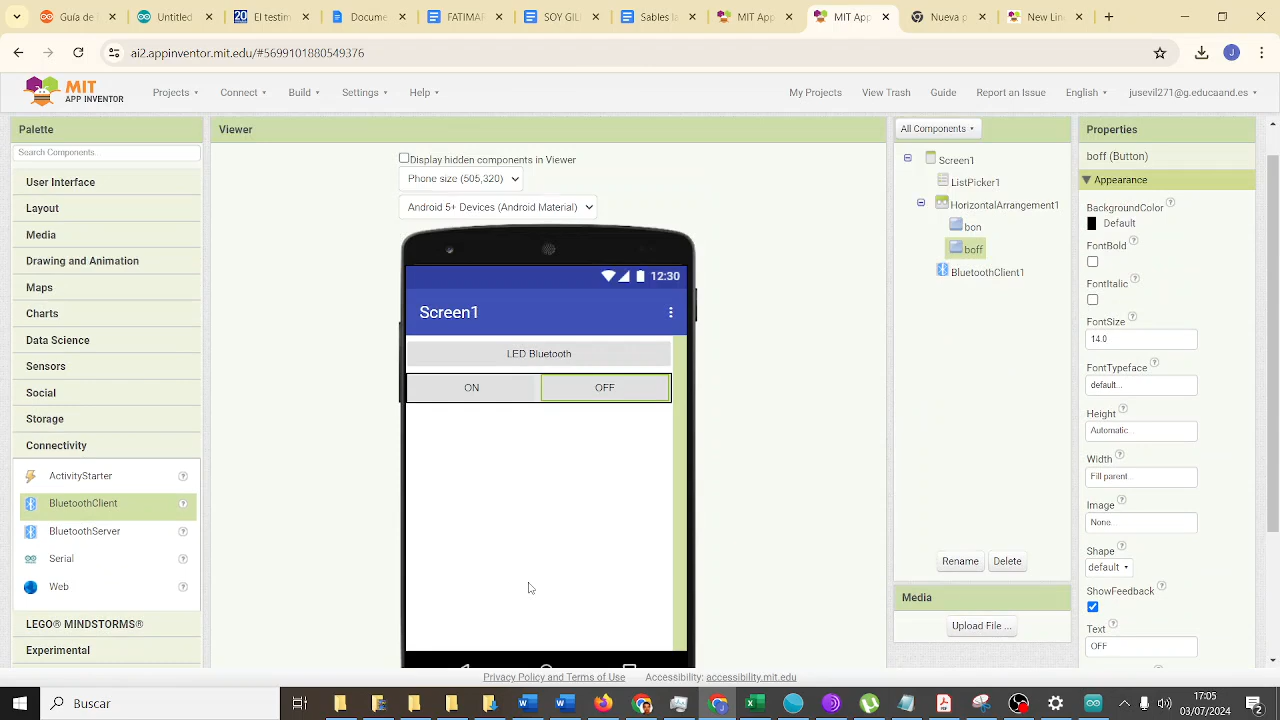 Guía d
Untitled
20 El testim
Docume
FATIMA
SOY GIL
Sables la
MIT App
MIT App
Nueva
New Lin
ai2.appinventor.mit.edu/#5699101880549376
J
MIT
APP INVENTOR
Projects
Connect
Build
Settings
Help
My Projects
View Trash
Guide
Report an Issue
English
jusevil271@g.educaand.es
Palette
Search Components...
User Interface
Layout
Media
Drawing and Animation
Maps
Charts
Data Science
Sensors
Social
Storage
Connectivity
ActivityStarter
BluetoothClient
BluetoothServer
Serial
Web
LEGO® MINDSTORMS®
Experimental
Viewer
Display hidden components in Viewer
Phone size (505,320)
Android 5+ Devices (Android Material)
12:30
Screen1
LED Bluetooth
ON
OFF
All Components
Screen1
ListPicker1
HorizontalArrangement1
bon
boff
BluetoothClient1
Rename
Delete
Media
Upload File ...
Properties
boff (Button)
Appearance
BackgroundColor
Default
FontBold
FontItalic
FontSize
14.0
FontTypeface
default...
Height
Automatic...
Width
Fill parent...
Image
None...
Shape
default
ShowFeedback
Text
OFF
Privacy Policy and Terms of Use
Accessibility: accessibility.mit.edu
Buscar
17:05
03/07/2024